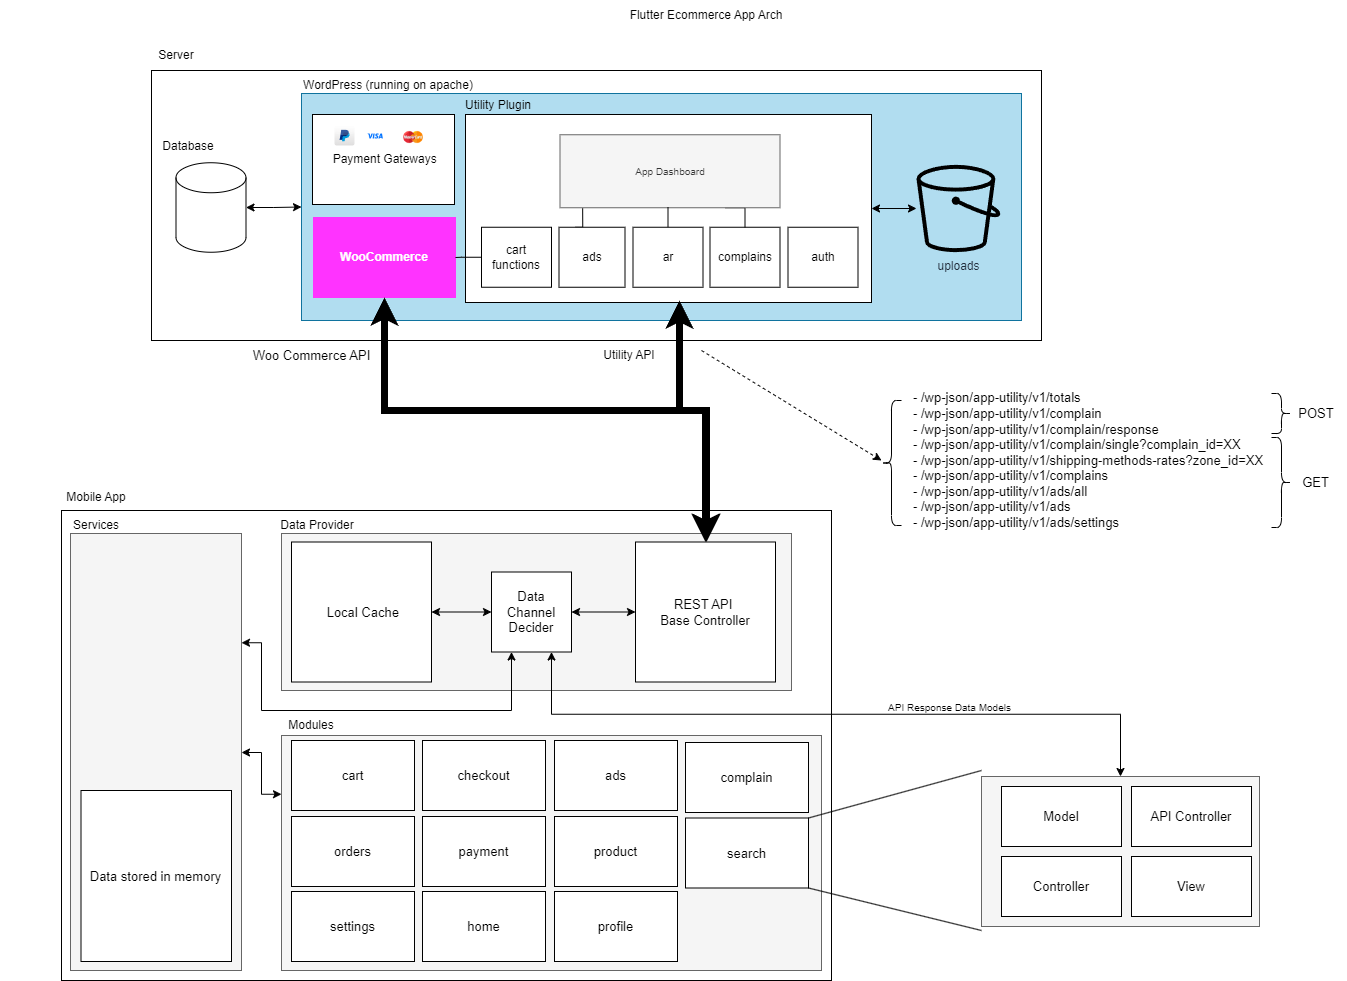 Flutter Ecommerce App Arch
Server
WordPress (running on apache)
Utility Plugin
Database
VISA
Payment Gateways
App Dashboard
WooCommerce
cart
functions
ads
ar
complains
auth
uploads
Woo Commerce API
Utility API
- /wp-json/app-utility/v1/totals
- /wp-json/app-utility/v1/complain
- /wp-json/app-utility/v1/complain/response
- /wp-json/app-utility/v1/complain/single?complain_id=XX
- /wp-json/app-utility/v1/shipping-methods-rates?zone_id=XX
- /wp-json/app-utility/v1/complains
- /wp-json/app-utility/v1/ads/all
- /wp-json/app-utility/v1/ads
- /wp-json/app-utility/v1/ads/settings
POST
GET
Mobile App
Services
Data Provider
Local Cache
Data
Channel
Decider
REST API
Base Controller
API Response Data Models
Modules
cart
checkout
ads
complain
orders
payment
product
search
settings
home
profile
Data stored in memory
Model
API Controller
Controller
View